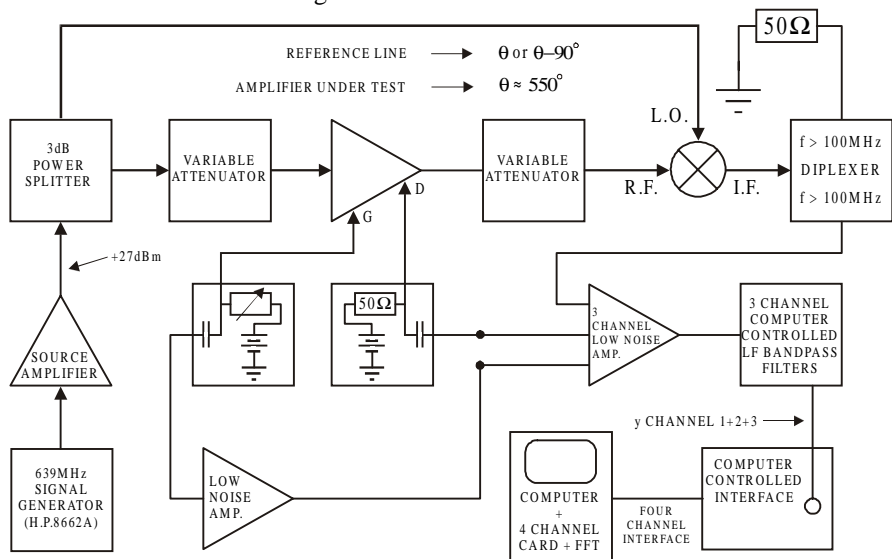 REFERENCE LINE → θ or θ–90°
AMPLIFIER UNDER TEST → θ ≈ 550°
50Ω
L.O.
3dB
POWER
SPLITTER
VARIABLE
ATTENUATOR
G
D
VARIABLE
ATTENUATOR
R.F.
I.F.
f > 100MHz
DIPLEXER
f > 100MHz
+27dBm
SOURCE
AMPLIFIER
50Ω
3
CHANNEL
LOW NOISE
AMP.
3 CHANNEL
COMPUTER
CONTROLLED
LF BANDPASS
FILTERS
y CHANNEL 1+2+3
639MHz
SIGNAL
GENERATOR
(H.P.8662A)
LOW
NOISE
AMP.
COMPUTER
+
4 CHANNEL
CARD + FFT
FOUR
CHANNEL
INTERFACE
COMPUTER
CONTROLLED
INTERFACE